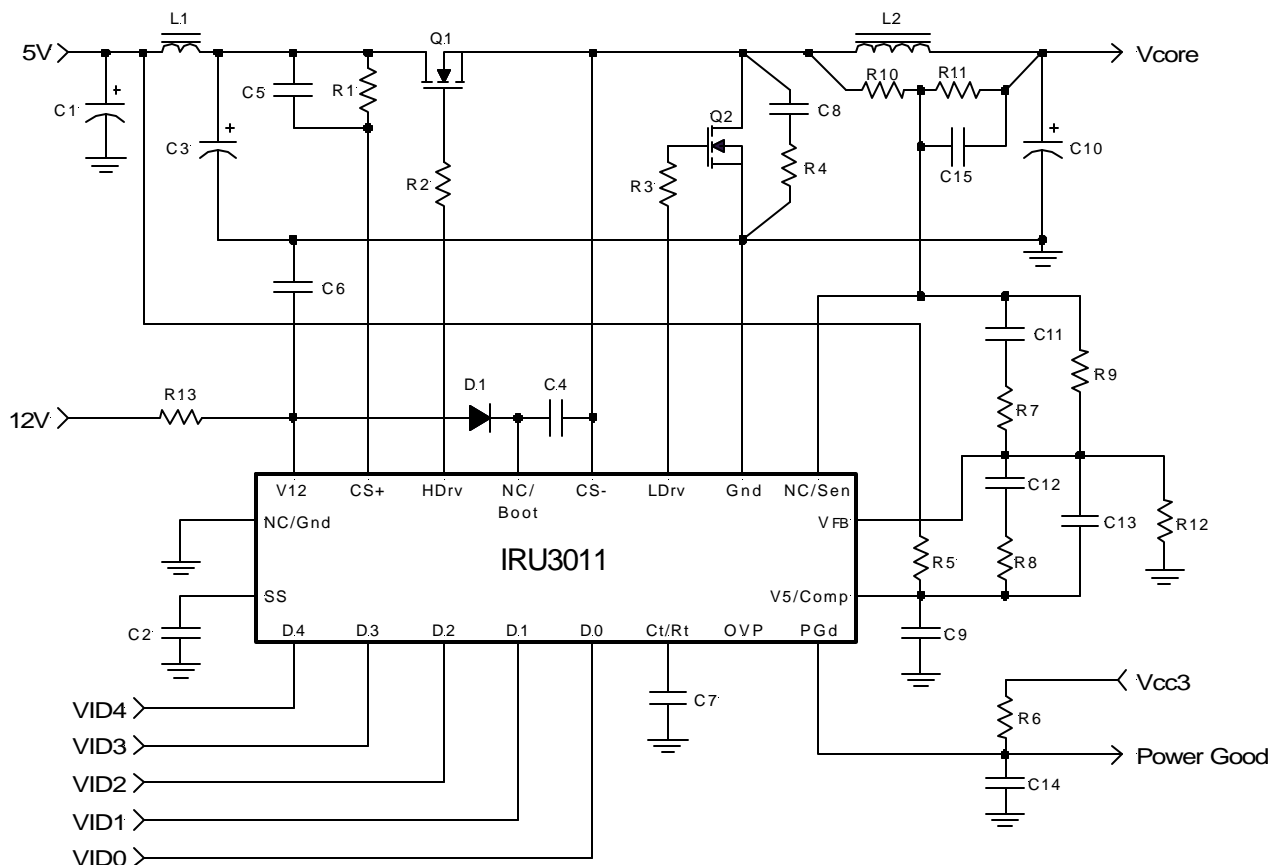 L1
L2
5V
Q1
Vcore
R10
R11
C5
R1
C1
C8
Q2
C3
C10
R2
R3
R4
C15
C6
C11
R9
R13
D1
C4
R7
12V
V12
CS+
HDrv
NC/
Boot
CS-
LDrv
Gnd
NC/Sen
C12
NC/Gnd
VFB
C13
R12
IRU3011
R5
R8
SS
V5/Comp
C2
D4
D3
D2
D1
D0
Ct/Rt
OVP
PGd
C9
Vcc3
C7
R6
VID4
VID3
Power Good
VID2
C14
VID1
VID0